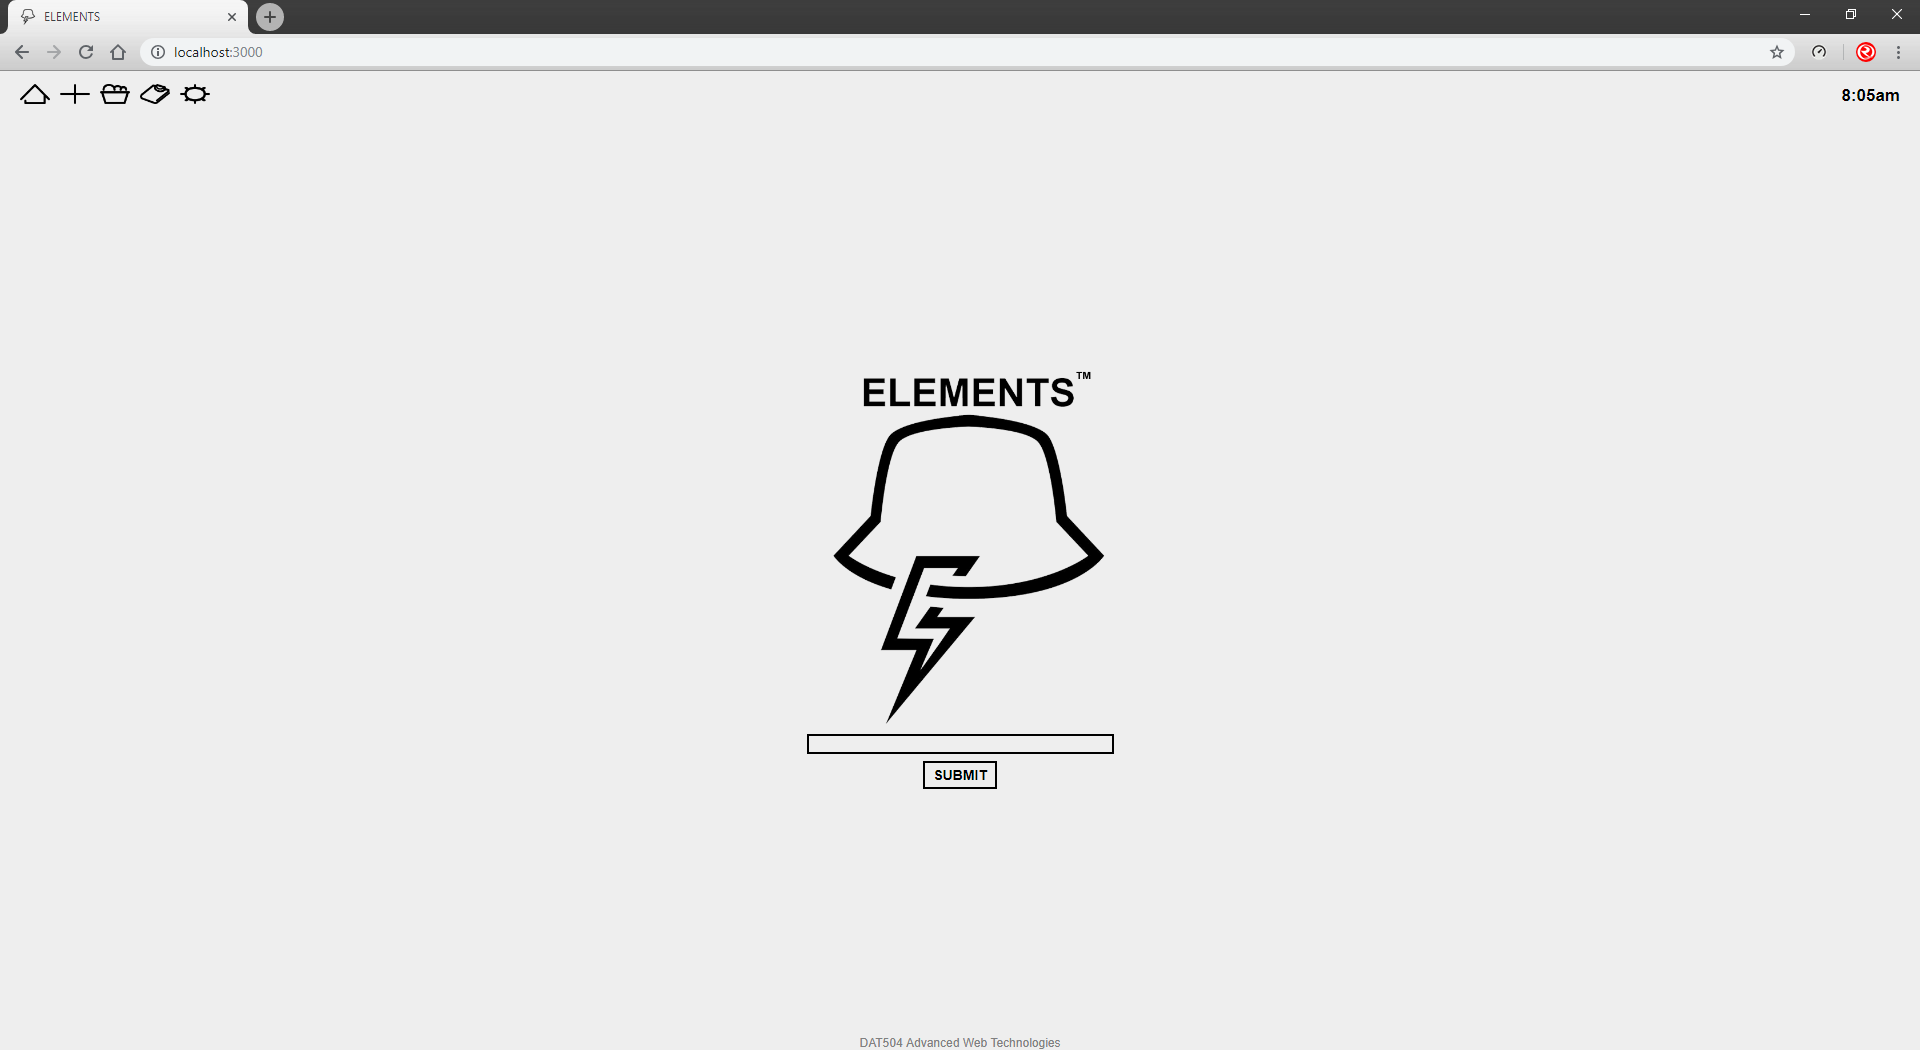 ELEMENTS
localhost:3000
8:05am
ELEMENTS™
SUBMIT
DAT504 Advanced Web Technologies